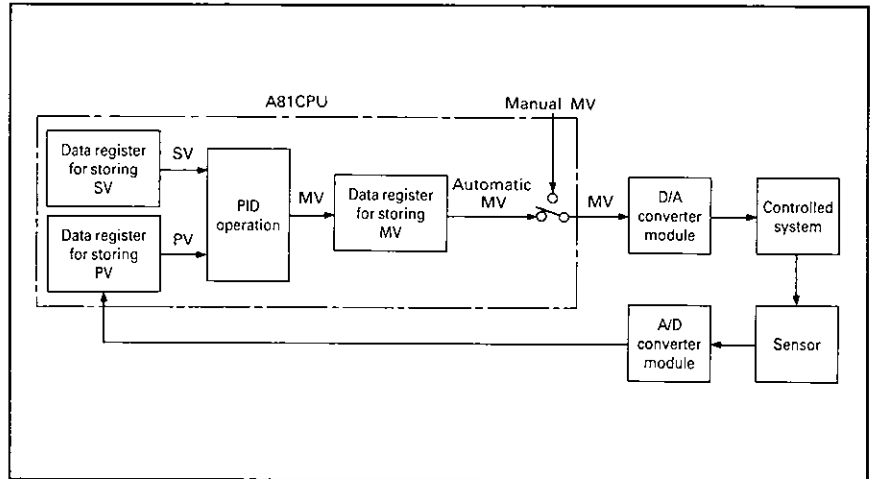 A81CPU
Manual MV
Data register
for storing
SV
SV
PID
operation
MV
Data register
for storing
MV
Automatic
MV
MV
D/A
converter
module
Controlled
system
Data register
for storing
PV
PV
A/D
converter
module
Sensor